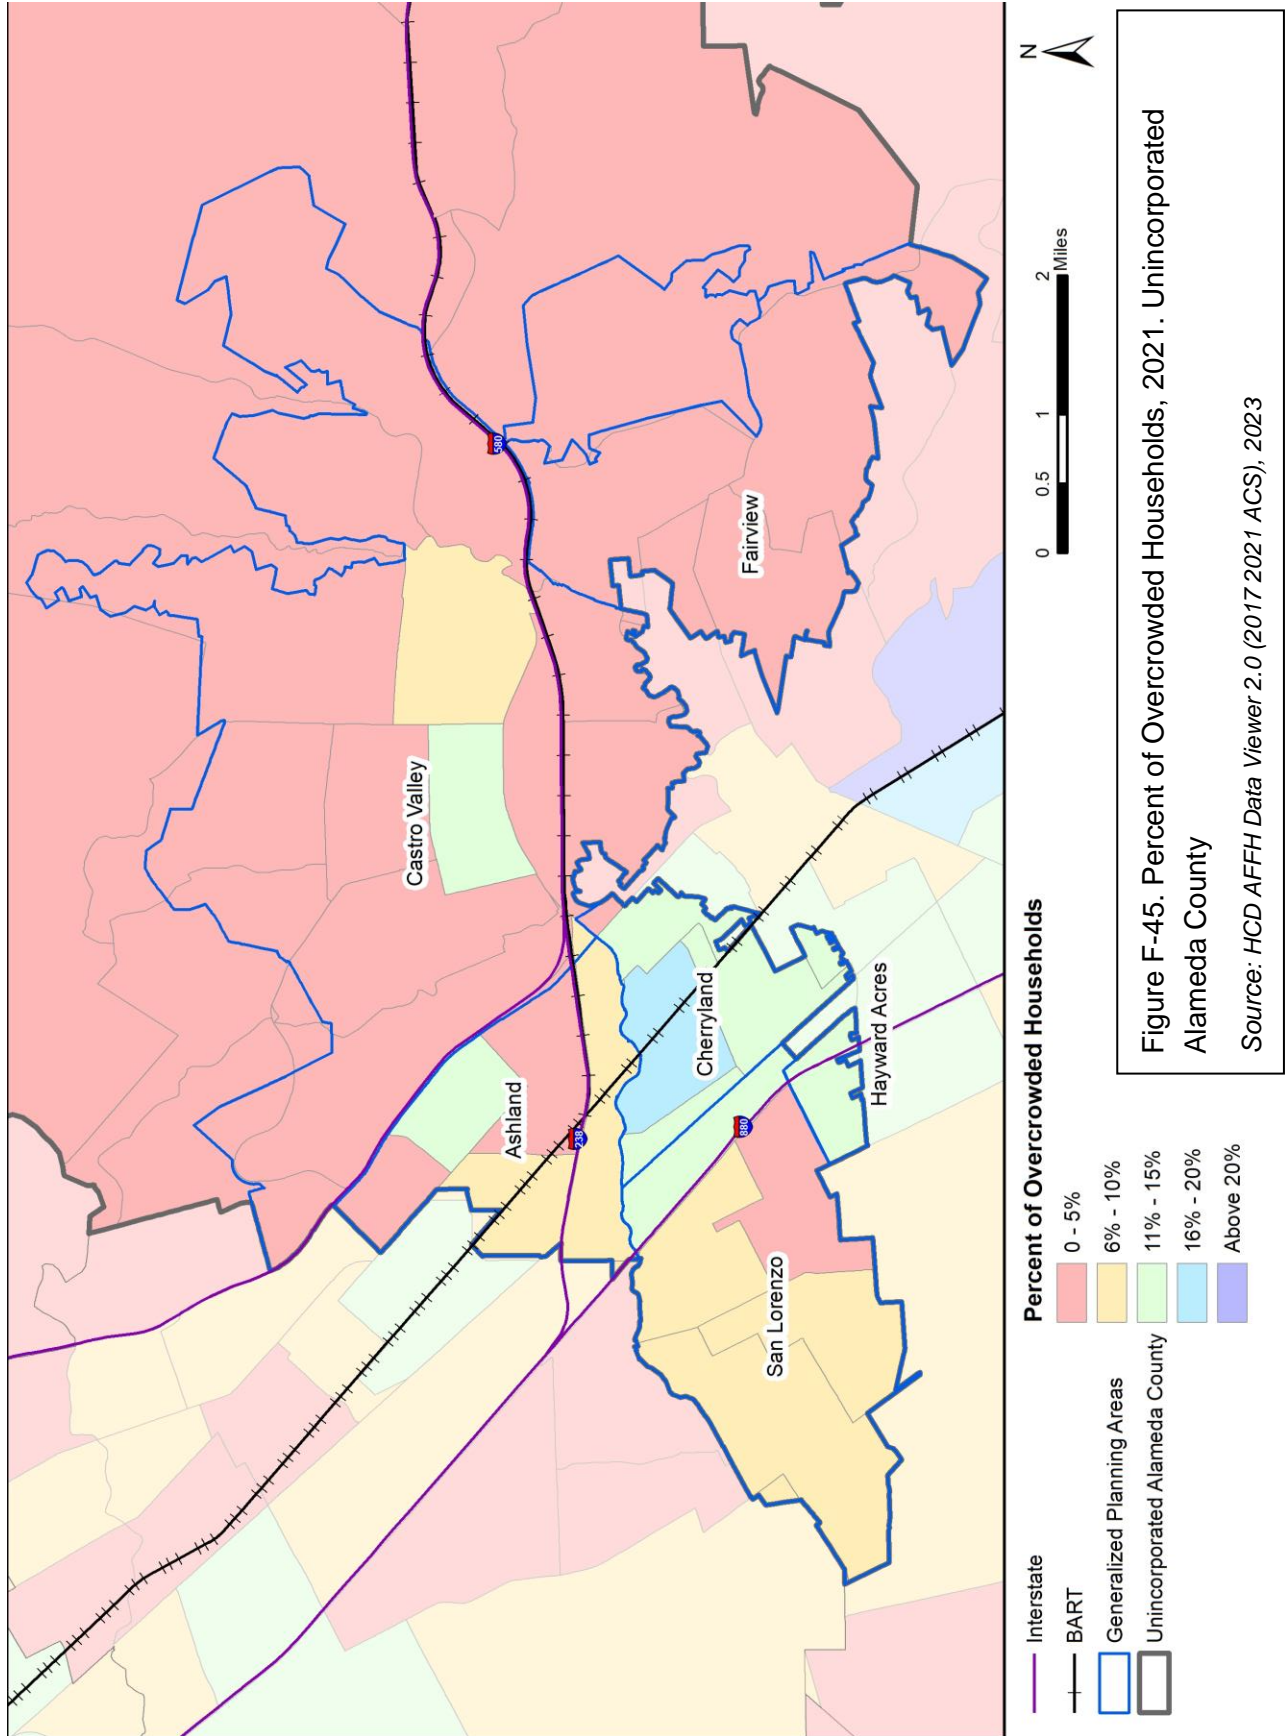 Castro Valley
Ashland
Cherryland
Fairview
Hayward Acres
San Lorenzo
580
238
880
Interstate
BART
Generalized Planning Areas
Unincorporated Alameda County
Percent of Overcrowded Households
0 - 5%
6% - 10%
11% - 15%
16% - 20%
Above 20%
0 0.5 1 2
Miles
N
Figure F-45. Percent of Overcrowded Households, 2021. Unincorporated
Alameda County
Source: HCD AFFH Data Viewer 2.0 (2017 2021 ACS), 2023